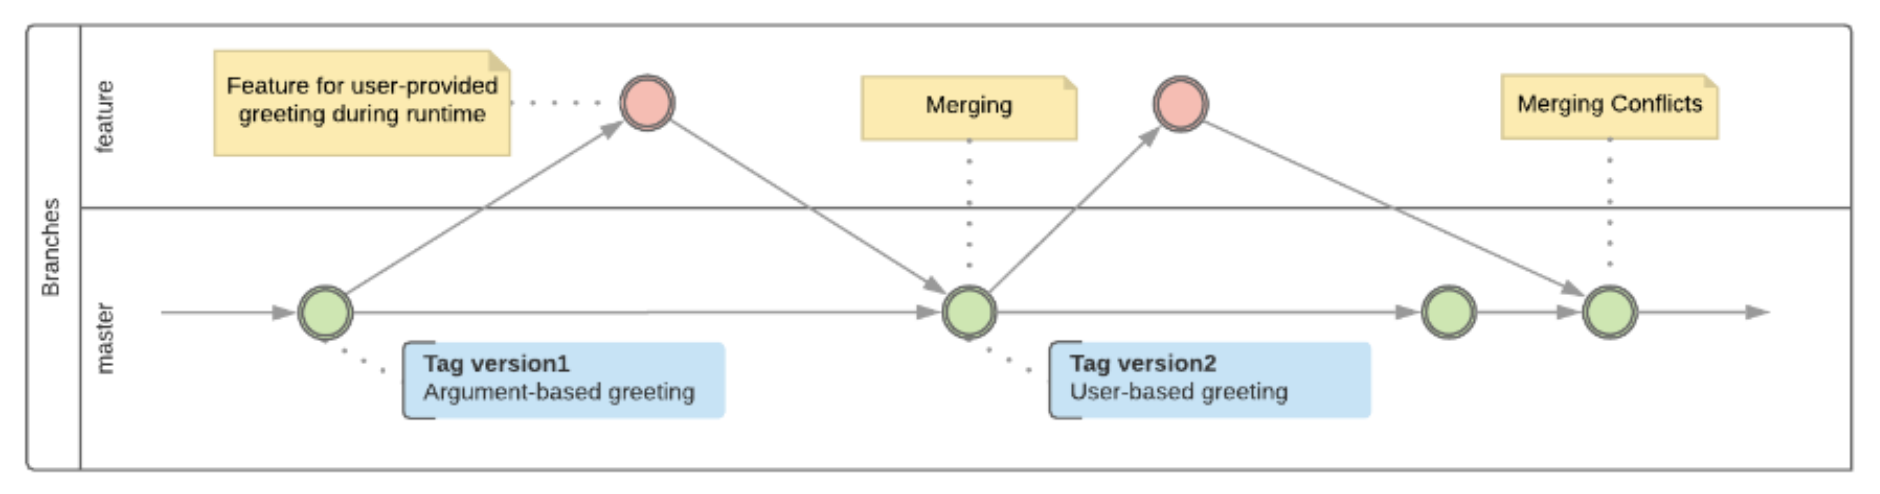 Branches
feature
Feature for user-provided
greeting during runtime
Merging
Merging Conflicts
master
Tag version1
Argument-based greeting
Tag version2
User-based greeting